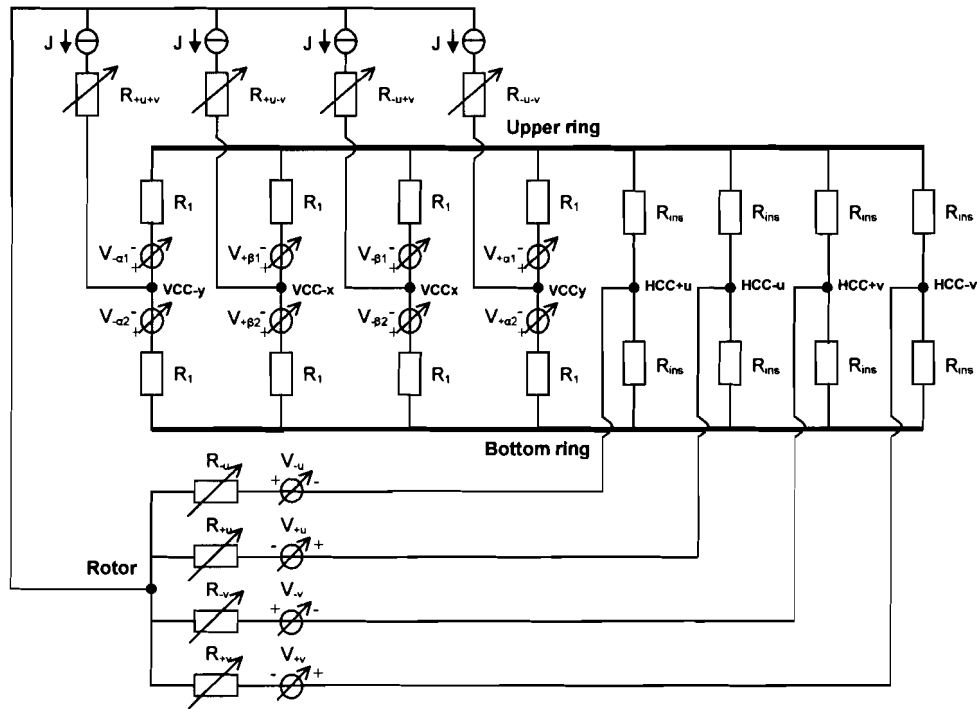 J J J J
R+u+v R+u-v R-u+v R-u-v
Upper ring
R1 R1 R1 R1 Rins Rins Rins Rins
V-α1 - + V+β1 - + V-β1 - + V+α1 - +
VCC-y VCC-x VCCx VCCy HCC+u HCC-u HCC+v HCC-v
V-α2 - + V+β2 - + V-β2 - + V+α2 - +
R1 R1 R1 R1 Rins Rins Rins Rins
Bottom ring
R-u + V-u -
R+u - V+u +
Rotor
R-v + V-v -
R+v - V+v +